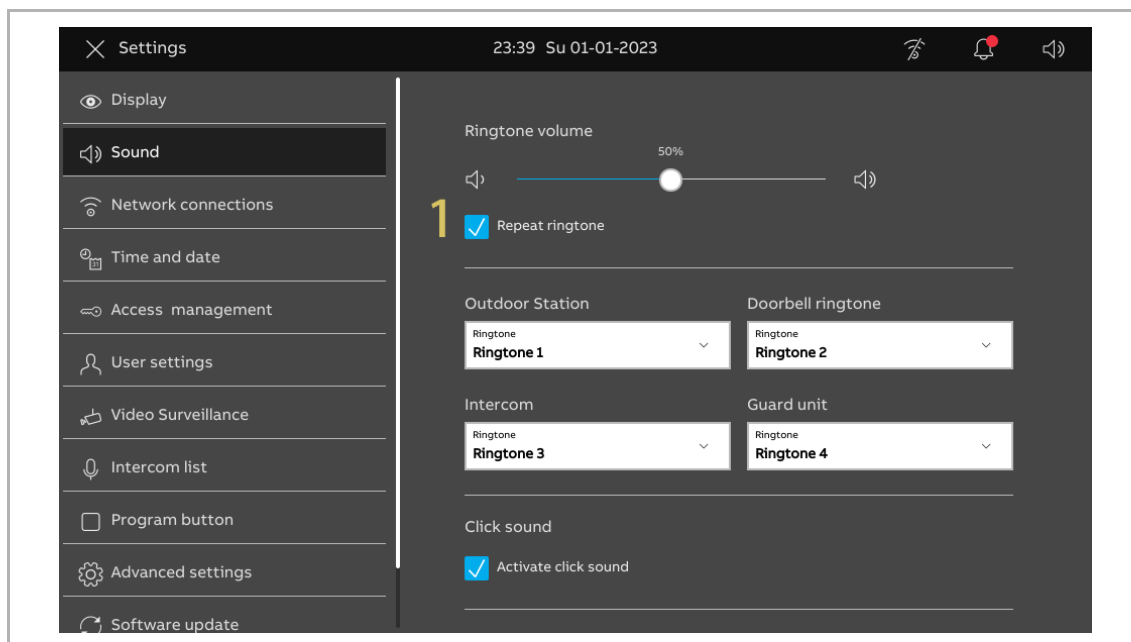 Settings
23:39 Su 01-01-2023
Display
Sound
Network connections
Time and date
Access management
User settings
Video Surveillance
Intercom list
Program button
Advanced settings
Software update
Ringtone volume
50%
1
Repeat ringtone
Outdoor Station
Doorbell ringtone
Ringtone
Ringtone 1
Ringtone
Ringtone 2
Intercom
Guard unit
Ringtone
Ringtone 3
Ringtone
Ringtone 4
Click sound
Activate click sound